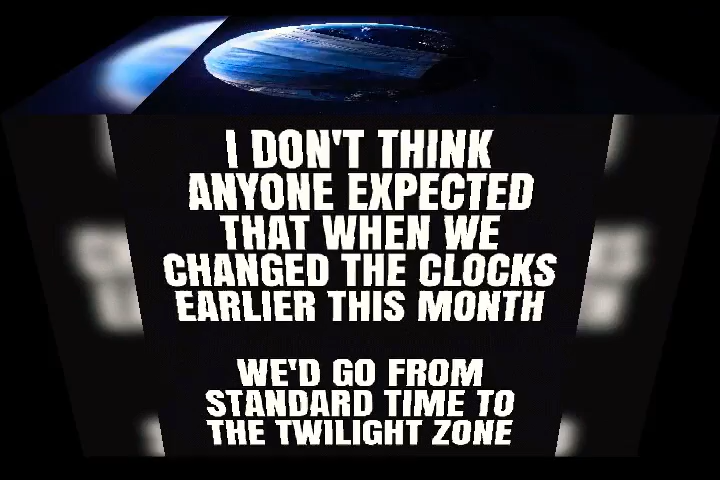 I DON'T THINK
ANYONE EXPECTED
THAT WHEN WE
CHANGED THE CLOCKS
EARLIER THIS MONTH
WE'D GO FROM
STANDARD TIME TO
THE TWILIGHT ZONE